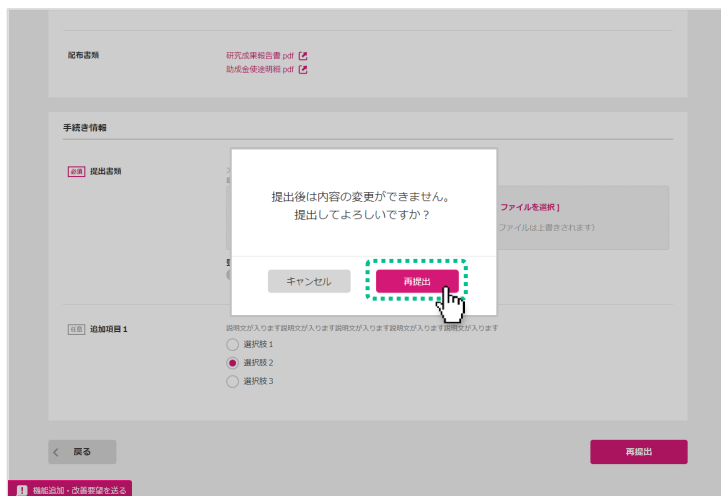 配布書類
研究成果報告書.pdf
助成金使途明細.pdf
手続き情報
必須 提出書類
ファイルを選択 ]
ファイルは上書きされます）
提出後は内容の変更ができません。
提出してよろしいですか？
キャンセル
再提出
任意 追加項目１
説明文が入ります説明文が入ります説明文が入ります説明文が入ります説明文が入ります
選択肢１
選択肢２
選択肢３
戻る
再提出
機能追加・改善要望を送る